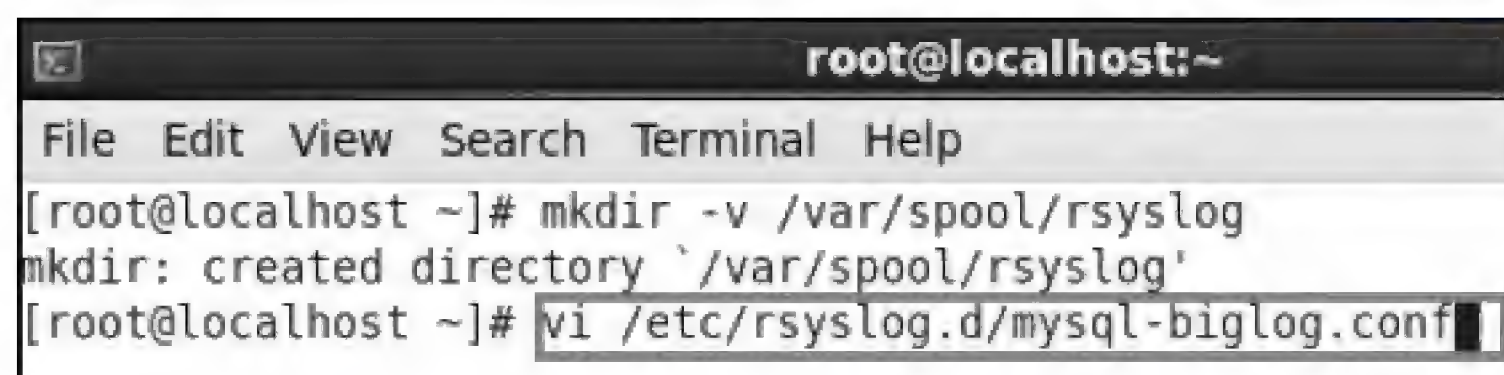 root@localhost:~
File Edit View Search Terminal Help
[root@localhost ~]# mkdir -v /var/spool/rsyslog
mkdir: created directory `/var/spool/rsyslog'
[root@localhost ~]# vi /etc/rsyslog.d/mysql-biglog.conf